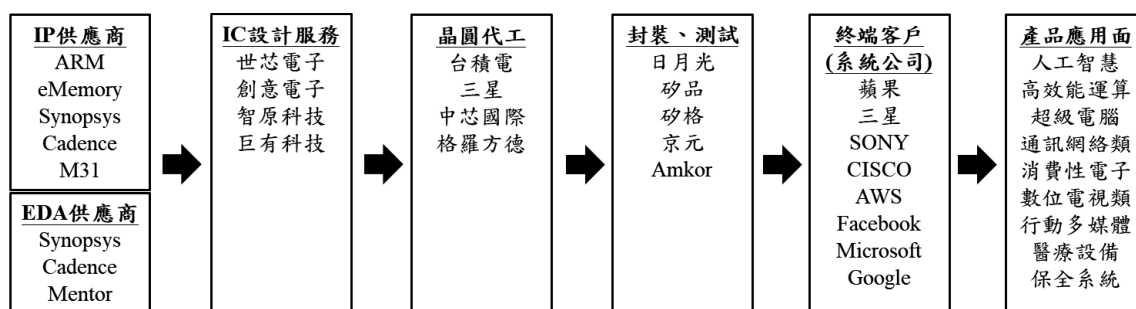 IP供應商
ARM
eMemory
Synopsys
Cadence
M31
EDA供應商
Synopsys
Cadence
Mentor
IC設計服務
世芯電子
創意電子
智原科技
巨有科技
晶圓代工
台積電
三星
中芯國際
格羅方德
封裝、測試
日月光
矽品
矽格
京元
Amkor
終端客戶
(系統公司)
蘋果
三星
SONY
CISCO
AWS
Facebook
Microsoft
Google
產品應用面
人工智慧
高效能運算
超級電腦
通訊網絡類
消費性電子
數位電視類
行動多媒體
醫療設備
保全系統